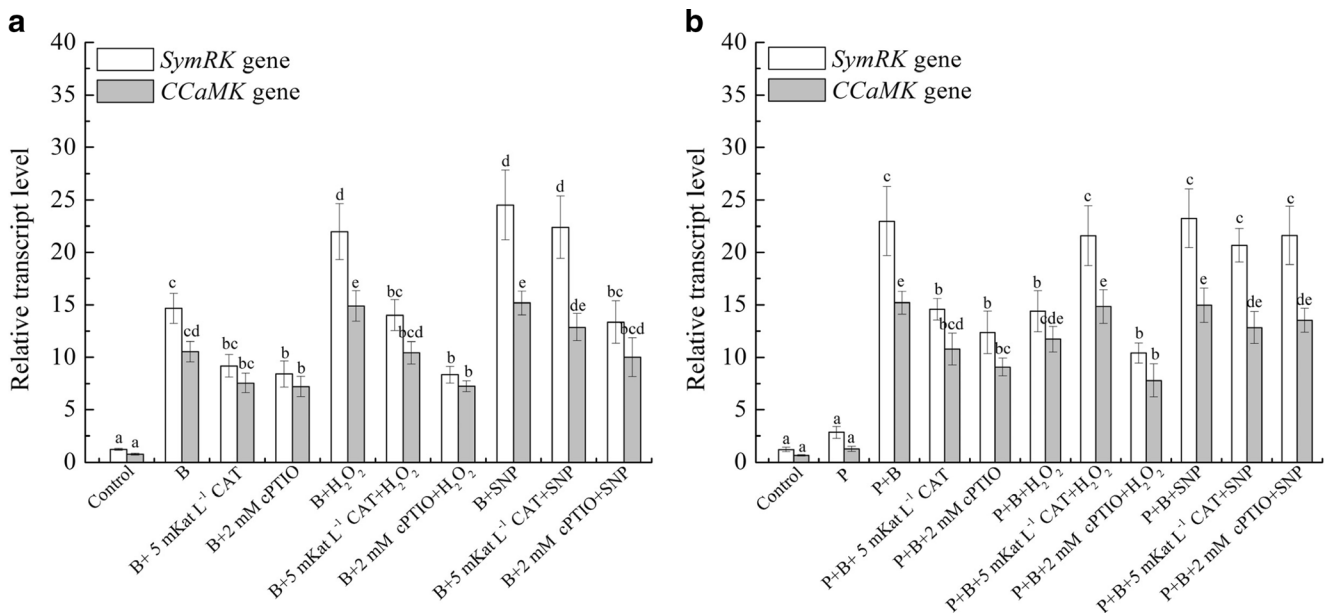 a
40
35
30
25
20
15
10
5
0
Relative transcript level
SymRK gene
CCaMK gene
a
a
c
cd
bc
bc
b
b
d
e
bc
bcd
b
b
d
e
d
de
bc
bcd
Control
B
B+ 5 mKat L⁻¹ CAT
B+2 mM cPTIO
B+H₂O₂
B+5 mKat L⁻¹ CAT+H₂O₂
B+2 mM cPTIO+H₂O₂
B+SNP
B+5 mKat L⁻¹ CAT+SNP
B+2 mM cPTIO+SNP
b
40
35
30
25
20
15
10
5
0
Relative transcript level
SymRK gene
CCaMK gene
a
a
a
a
c
e
b
bcd
b
bc
b
cde
c
e
b
b
c
e
c
de
c
de
Control
P
P+B
P+B+ 5 mKat L⁻¹ CAT
P+B+2 mM cPTIO
P+B+H₂O₂
P+B+5 mKat L⁻¹ CAT+H₂O₂
P+B+2 mM cPTIO+H₂O₂
P+B+SNP
P+B+5 mKat L⁻¹ CAT+SNP
P+B+2 mM cPTIO+SNP